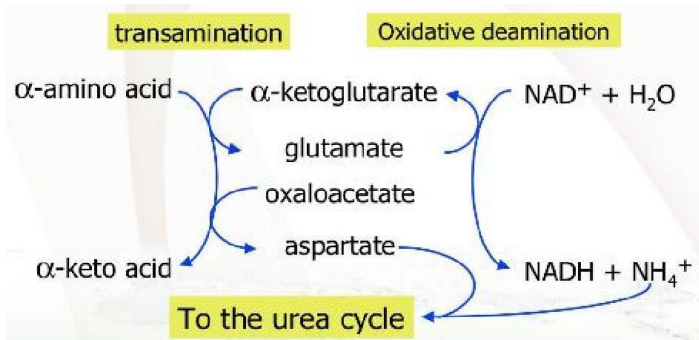 transamination
Oxidative deamination
α-amino acid
α-ketoglutarate
NAD⁺ + H₂O
glutamate
oxaloacetate
aspartate
α-keto acid
NADH + NH₄⁺
To the urea cycle